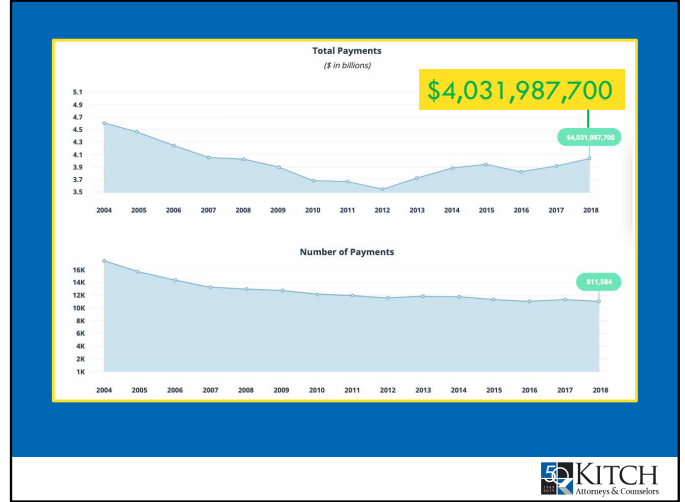 Total Payments
($ in billions)
$4,031,987,700
5.1
4.9
4.7
4.5
4.3
4.1
3.9
3.7
3.5
$4,031,987,700
2004 2005 2006 2007 2008 2009 2010 2011 2012 2013 2014 2015 2016 2017 2018
Number of Payments
16K
14K
12K
10K
8K
6K
4K
2K
1K
$11,584
2004 2005 2006 2007 2008 2009 2010 2011 2012 2013 2014 2015 2016 2017 2018
50
KITCH
Attorneys & Counselors